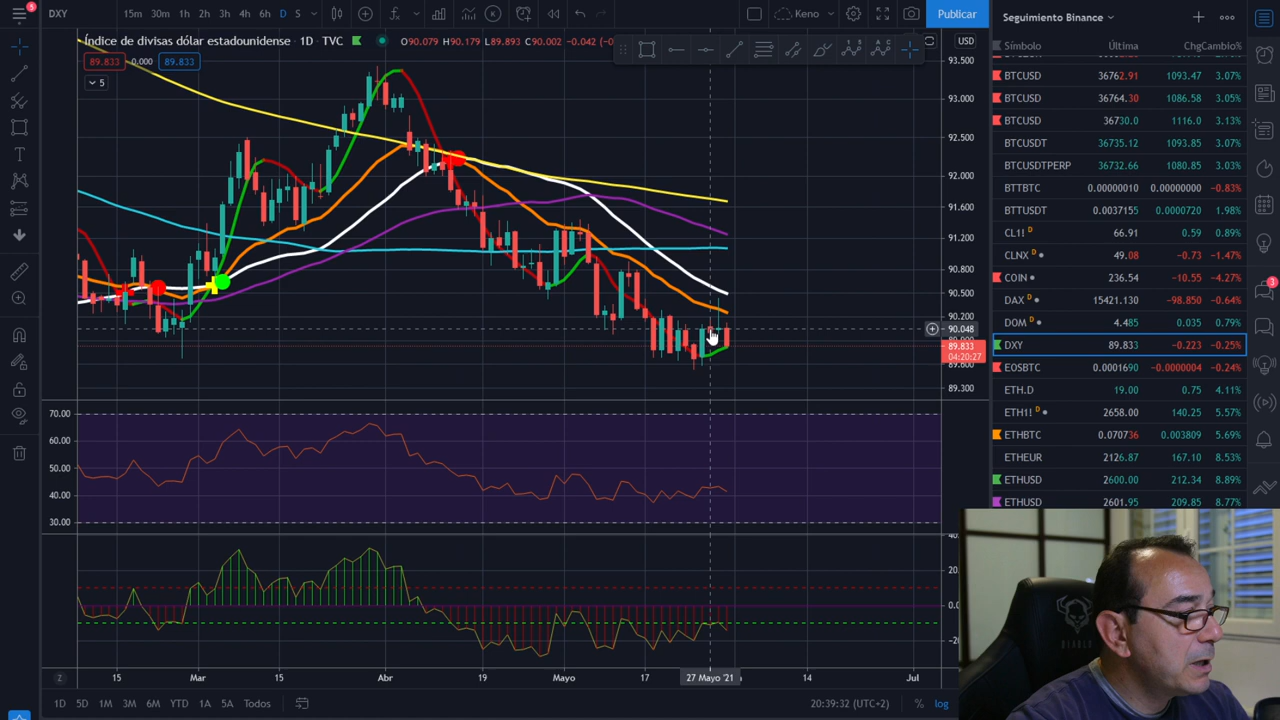 5
DXY
15m 30m 1h 2h 3h 4h 6h D S
Keno
Publicar
Índice de divisas dólar estadounidense · 1D · TVC
O90.079 H90.179 L89.893 C90.002 -0.042
89.833 0.000 89.833
5
USD
93.500
93.000
92.500
92.000
91.600
91.200
90.800
90.500
90.200
90.048
89.833
04:20:27
89.600
89.300
70.00
60.00
50.00
40.00
30.00
15 Mar 15 Abr 19 Mayo 17 27 Mayo '21 14 Jul
Z
1D 5D 1M 3M 6M YTD 1A 5A Todos
20:39:32 (UTC+2)
% log
Seguimiento Binance
Símbolo Última Chg Cambio%
BTCUSD 36762.91 1093.47 3.07%
BTCUSD 36764.30 1086.58 3.05%
BTCUSD 36730.0 1116.0 3.13%
BTCUSDT 36735.12 1093.85 3.07%
BTCUSDTPERP 36732.66 1080.85 3.03%
BTTBTC 0.00000010 0.00000000 -0.83%
BTTUSDT 0.0037155 0.0000720 1.98%
CL1! D 66.91 0.59 0.89%
CLNX D 49.08 -0.73 -1.47%
COIN 236.54 -10.55 -4.27%
DAX D 15421.130 -98.850 -0.64%
DOM D 4.485 0.035 0.79%
DXY 89.833 -0.223 -0.25%
EOSBTC 0.0001690 -0.0000004 -0.24%
ETH.D 19.00 0.75 4.11%
ETH1! D 2658.00 140.25 5.57%
ETHBTC 0.070736 0.003809 5.69%
ETHEUR 2126.87 167.10 8.53%
ETHUSD 2600.00 212.34 8.89%
ETHUSD 2601.95 209.85 8.77%
3